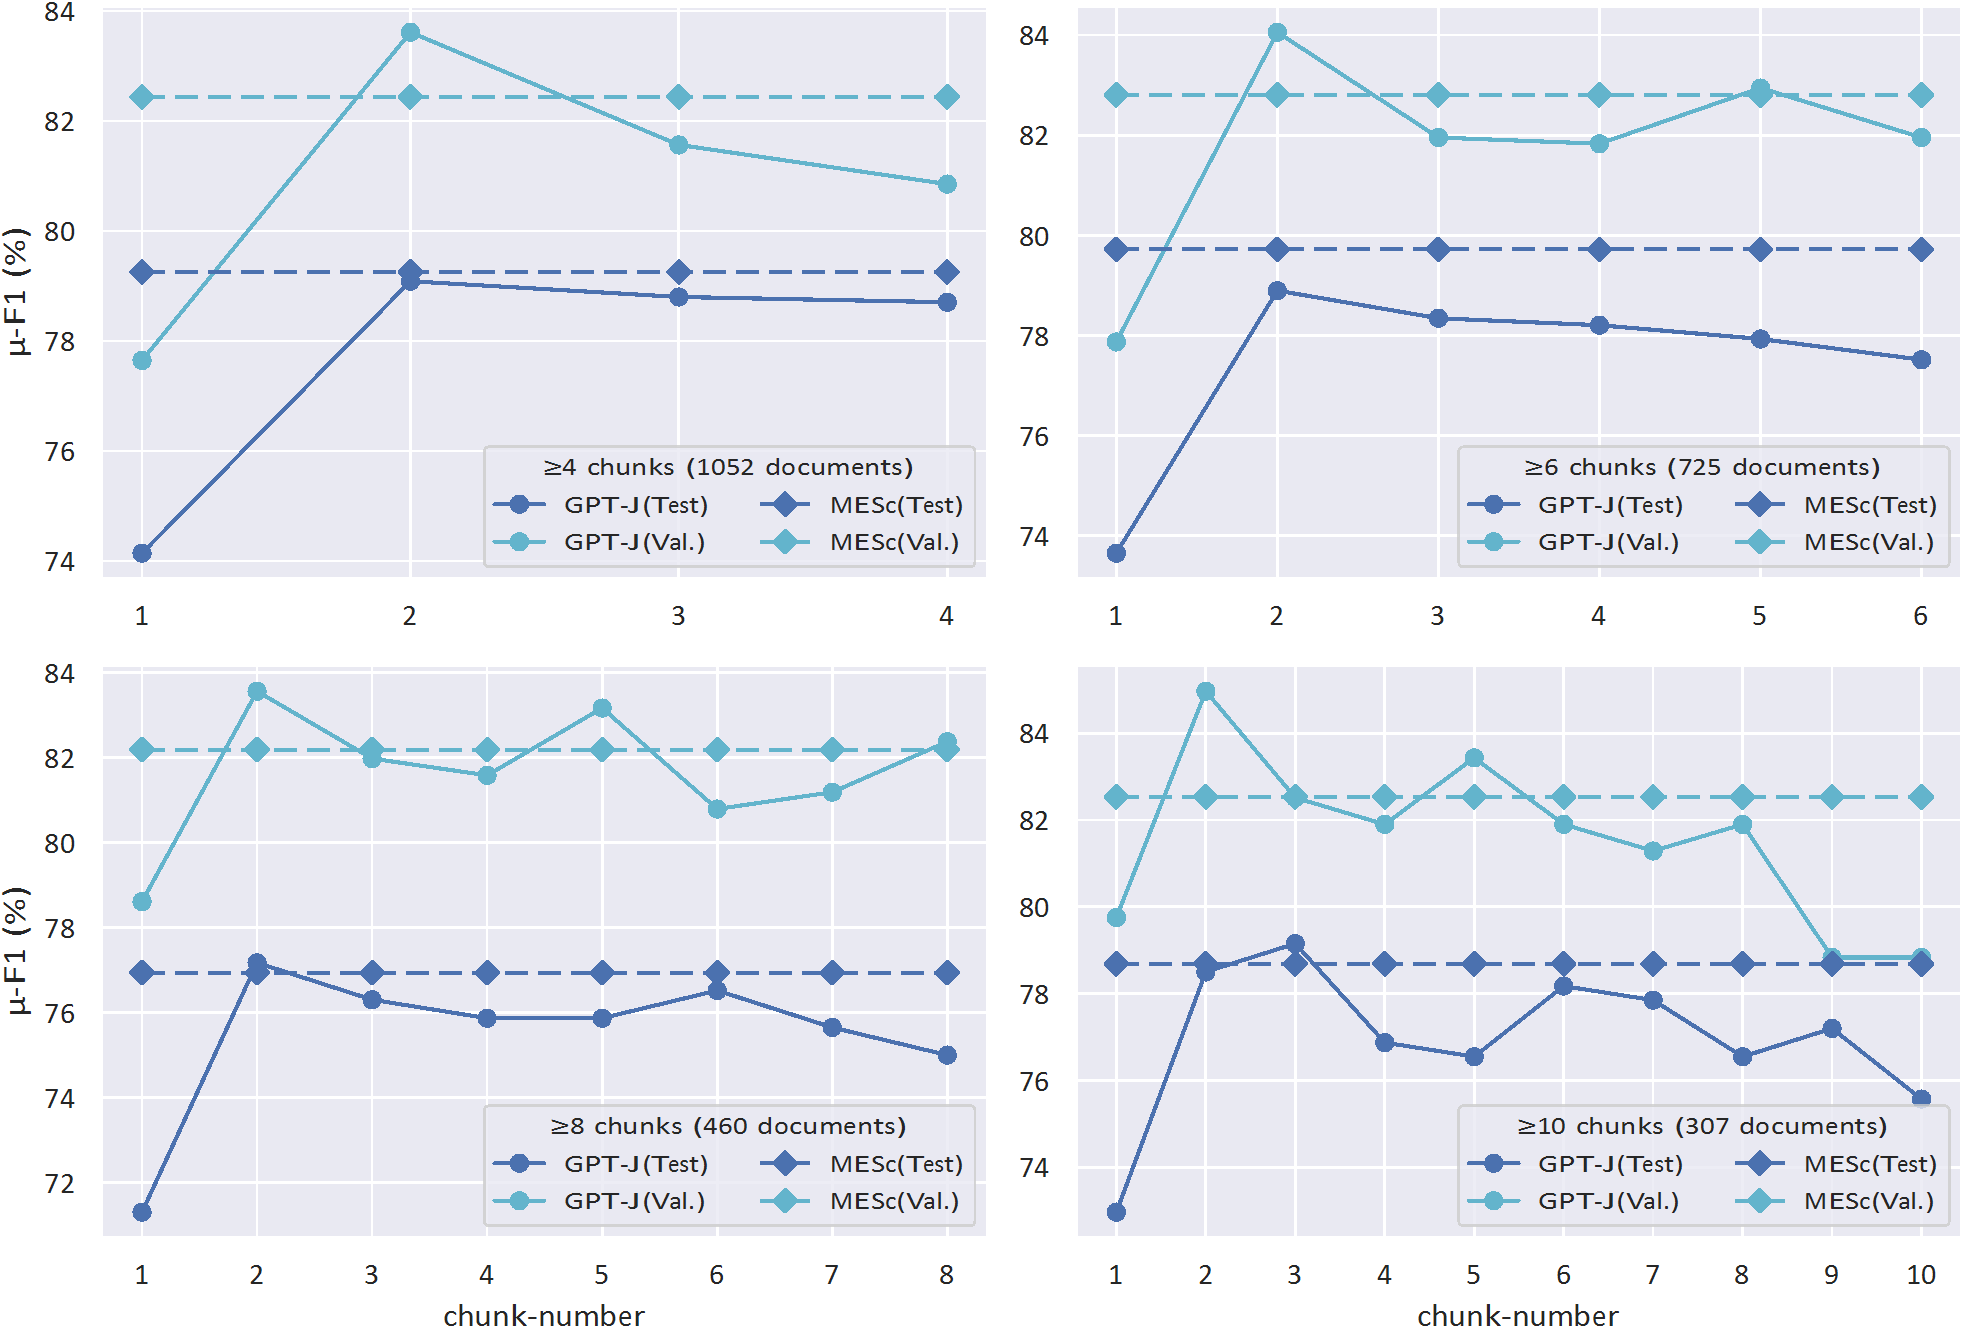 84
82
80
78
76
74
μ-F1 (%)
1 2 3 4
≥4 chunks (1052 documents)
GPT-J(Test) MESc(Test)
GPT-J(Val.) MESc(Val.)
84
82
80
78
76
74
1 2 3 4 5 6
≥6 chunks (725 documents)
GPT-J(Test) MESc(Test)
GPT-J(Val.) MESc(Val.)
84
82
80
78
76
74
72
μ-F1 (%)
1 2 3 4 5 6 7 8
chunk-number
≥8 chunks (460 documents)
GPT-J(Test) MESc(Test)
GPT-J(Val.) MESc(Val.)
84
82
80
78
76
74
1 2 3 4 5 6 7 8 9 10
chunk-number
≥10 chunks (307 documents)
GPT-J(Test) MESc(Test)
GPT-J(Val.) MESc(Val.)